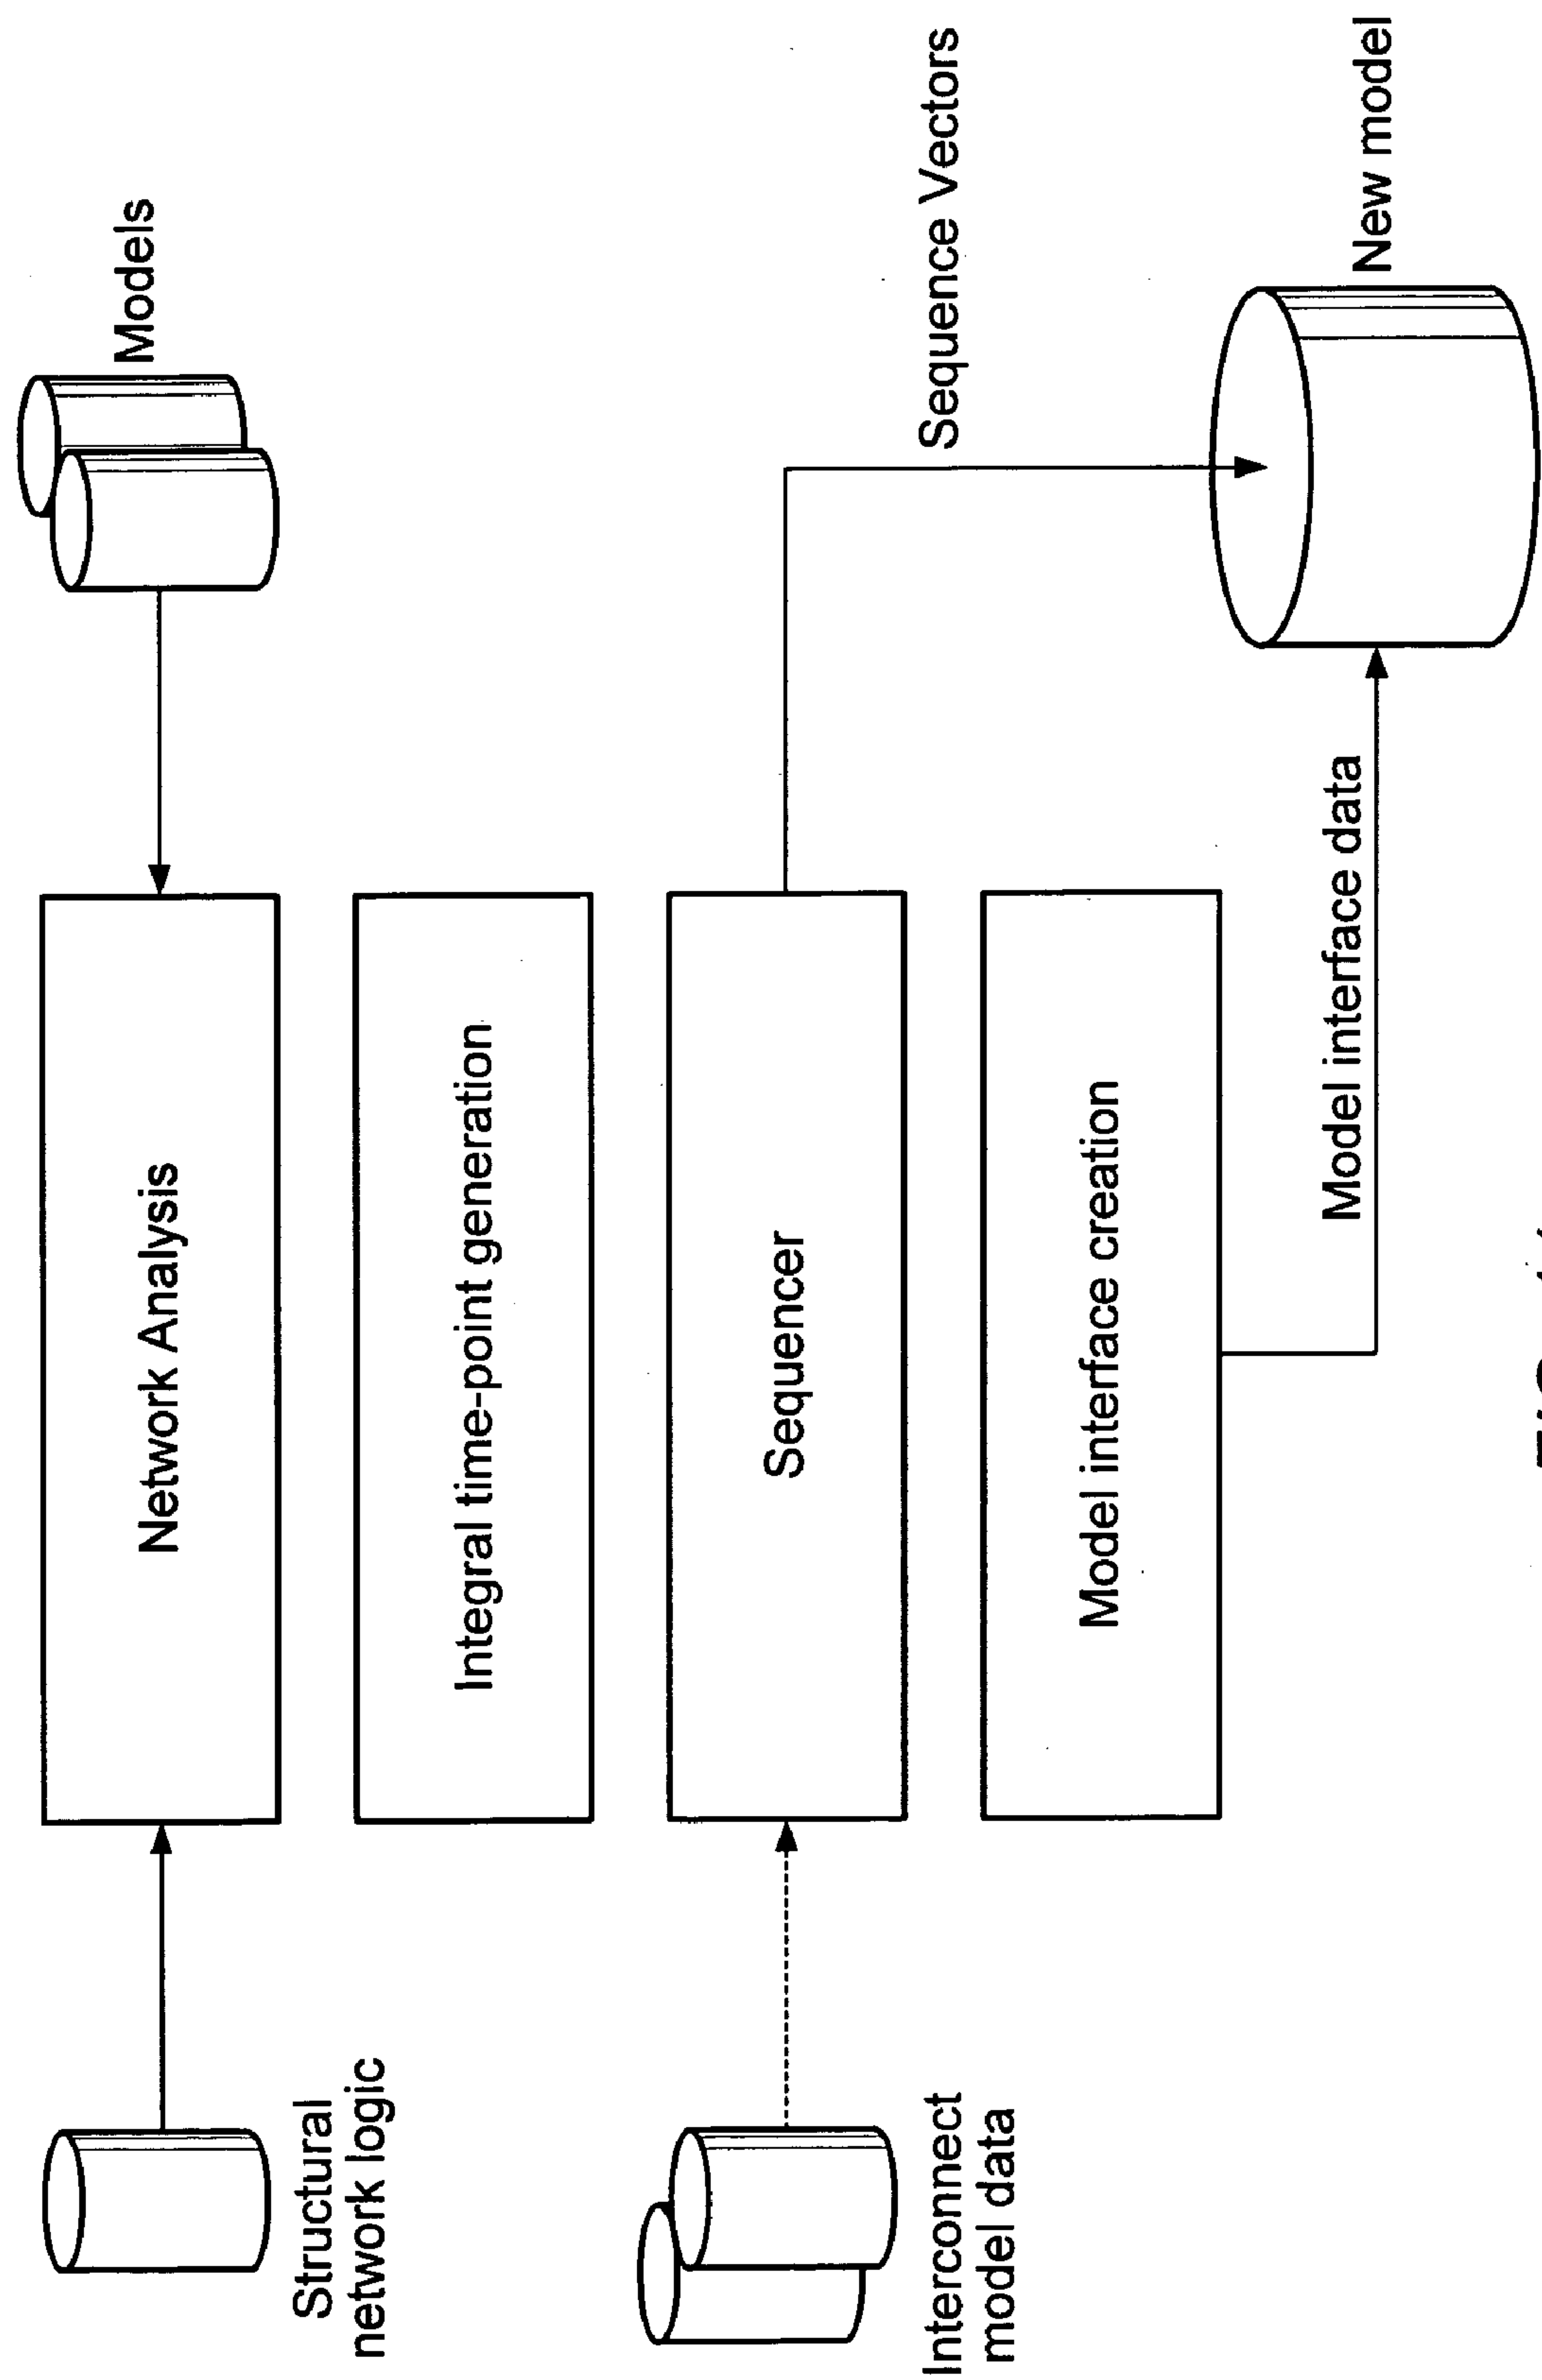 Models
Network Analysis
Structural
network logic
Integral time-point generation
Sequencer
Sequence Vectors
Interconnect
model data
Model interface creation
Model interface data
New model